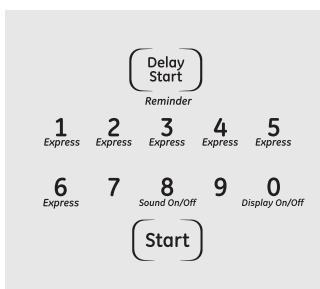 Delay
Start
Reminder
1 2 3 4 5
Express Express Express Express Express
6 7 8 9 0
Express Sound On/Off Display On/Off
Start